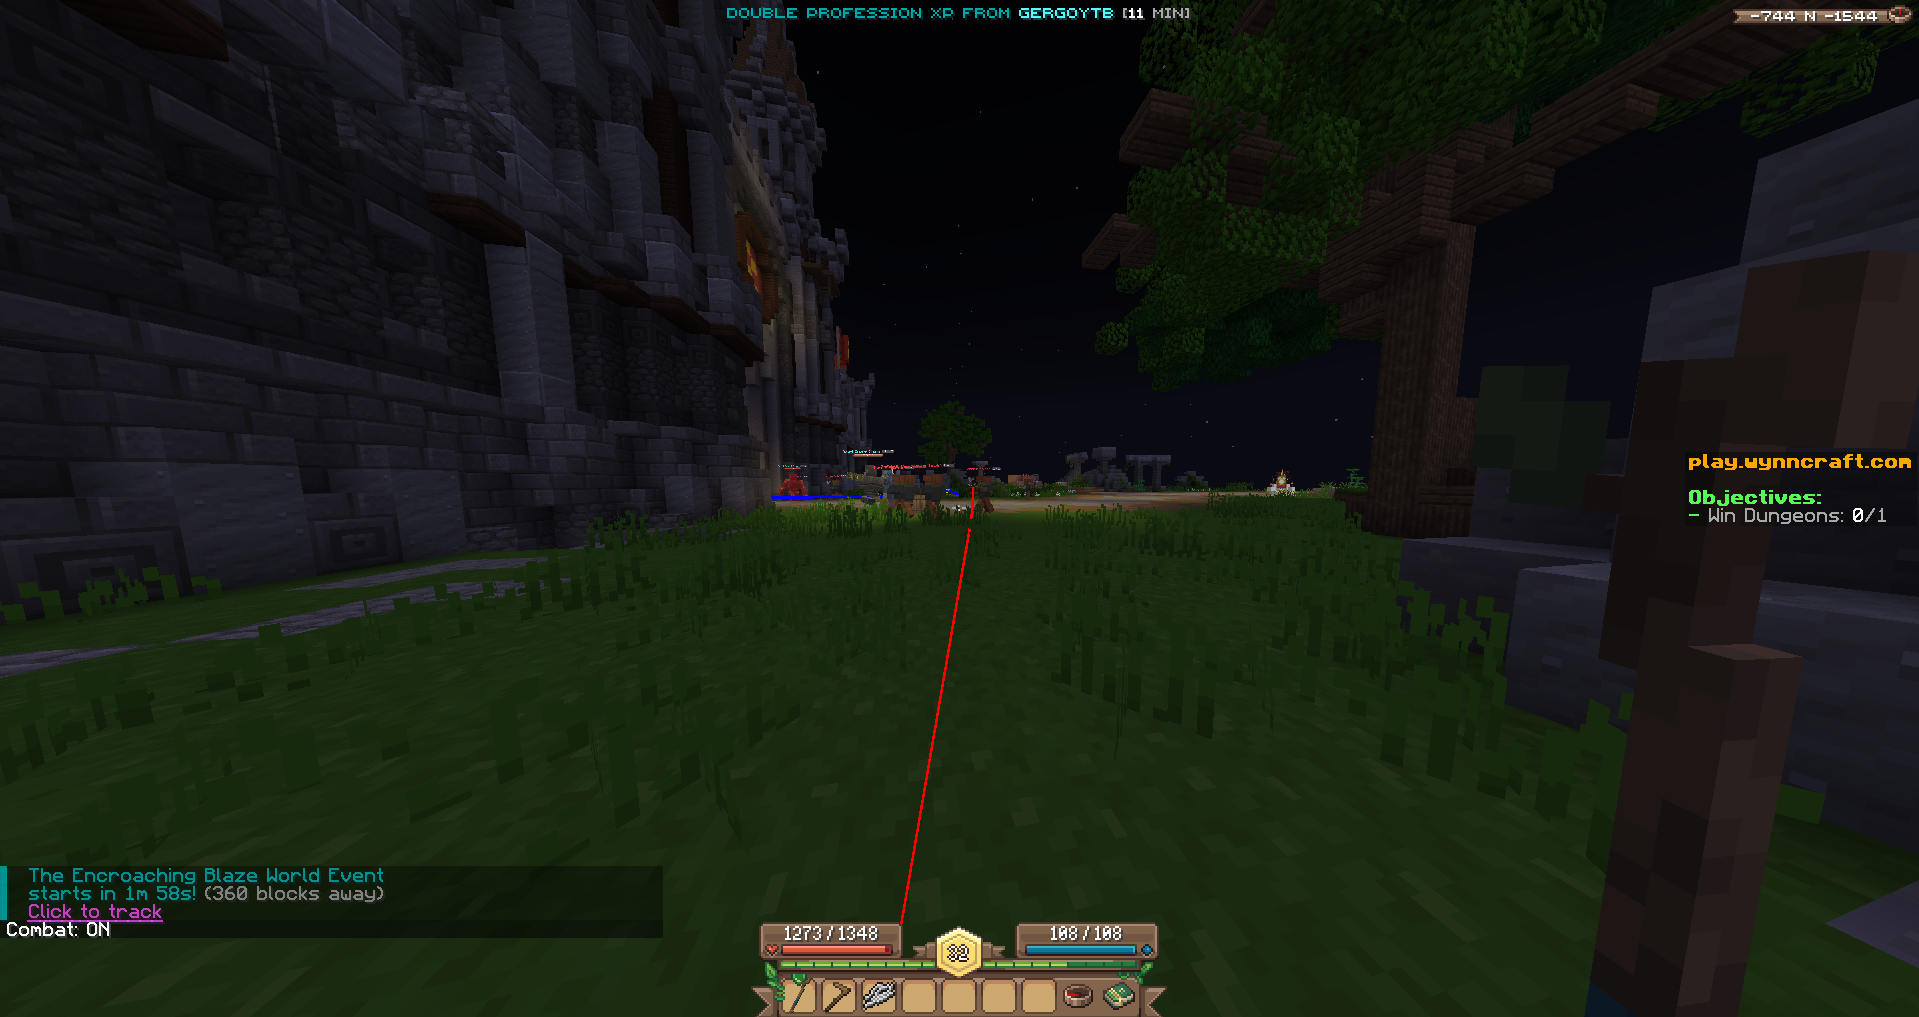 DOUBLE PROFESSION XP FROM GERGOYTB [11 MIN]
-744 N -1544
play.wynncraft.com
Objectives:
- Win Dungeons: 0/1
The Encroaching Blaze World Event
starts in 1m 58s! (360 blocks away)
Click to track
Combat: ON
1273/1348
32
108/108